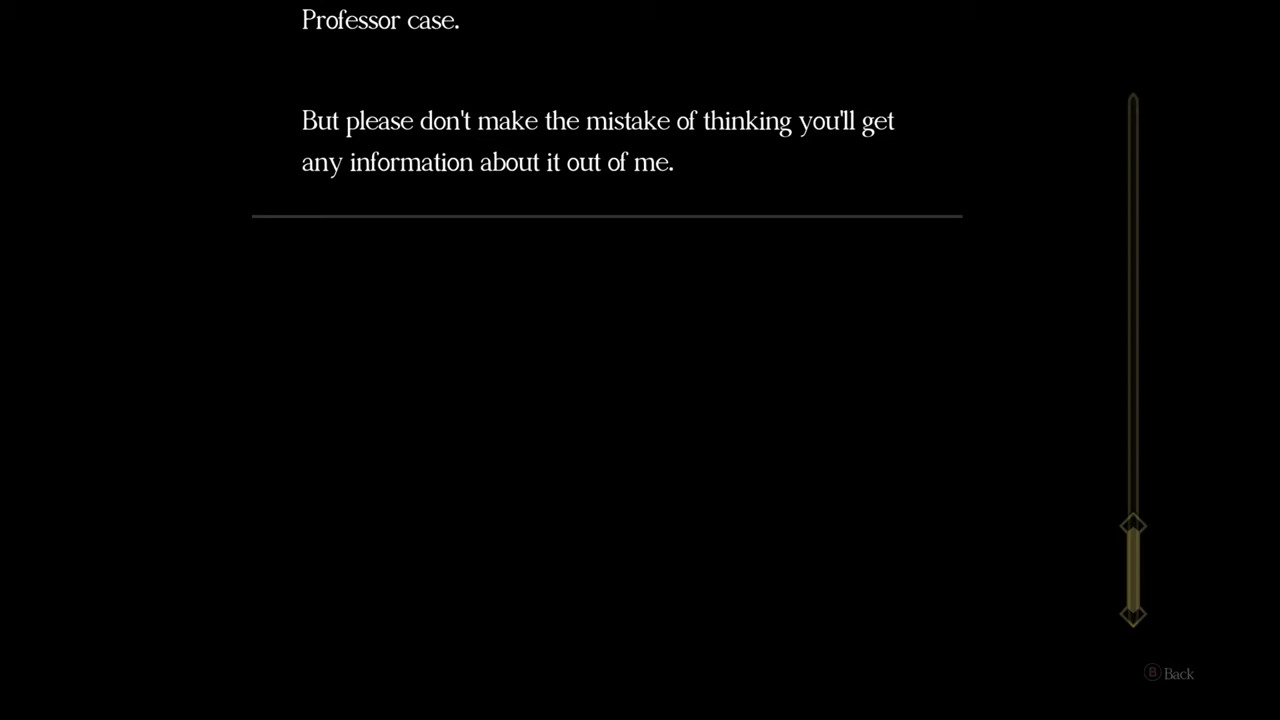 Professor case.
But please don't make the mistake of thinking you'll get
any information about it out of me.
B Back